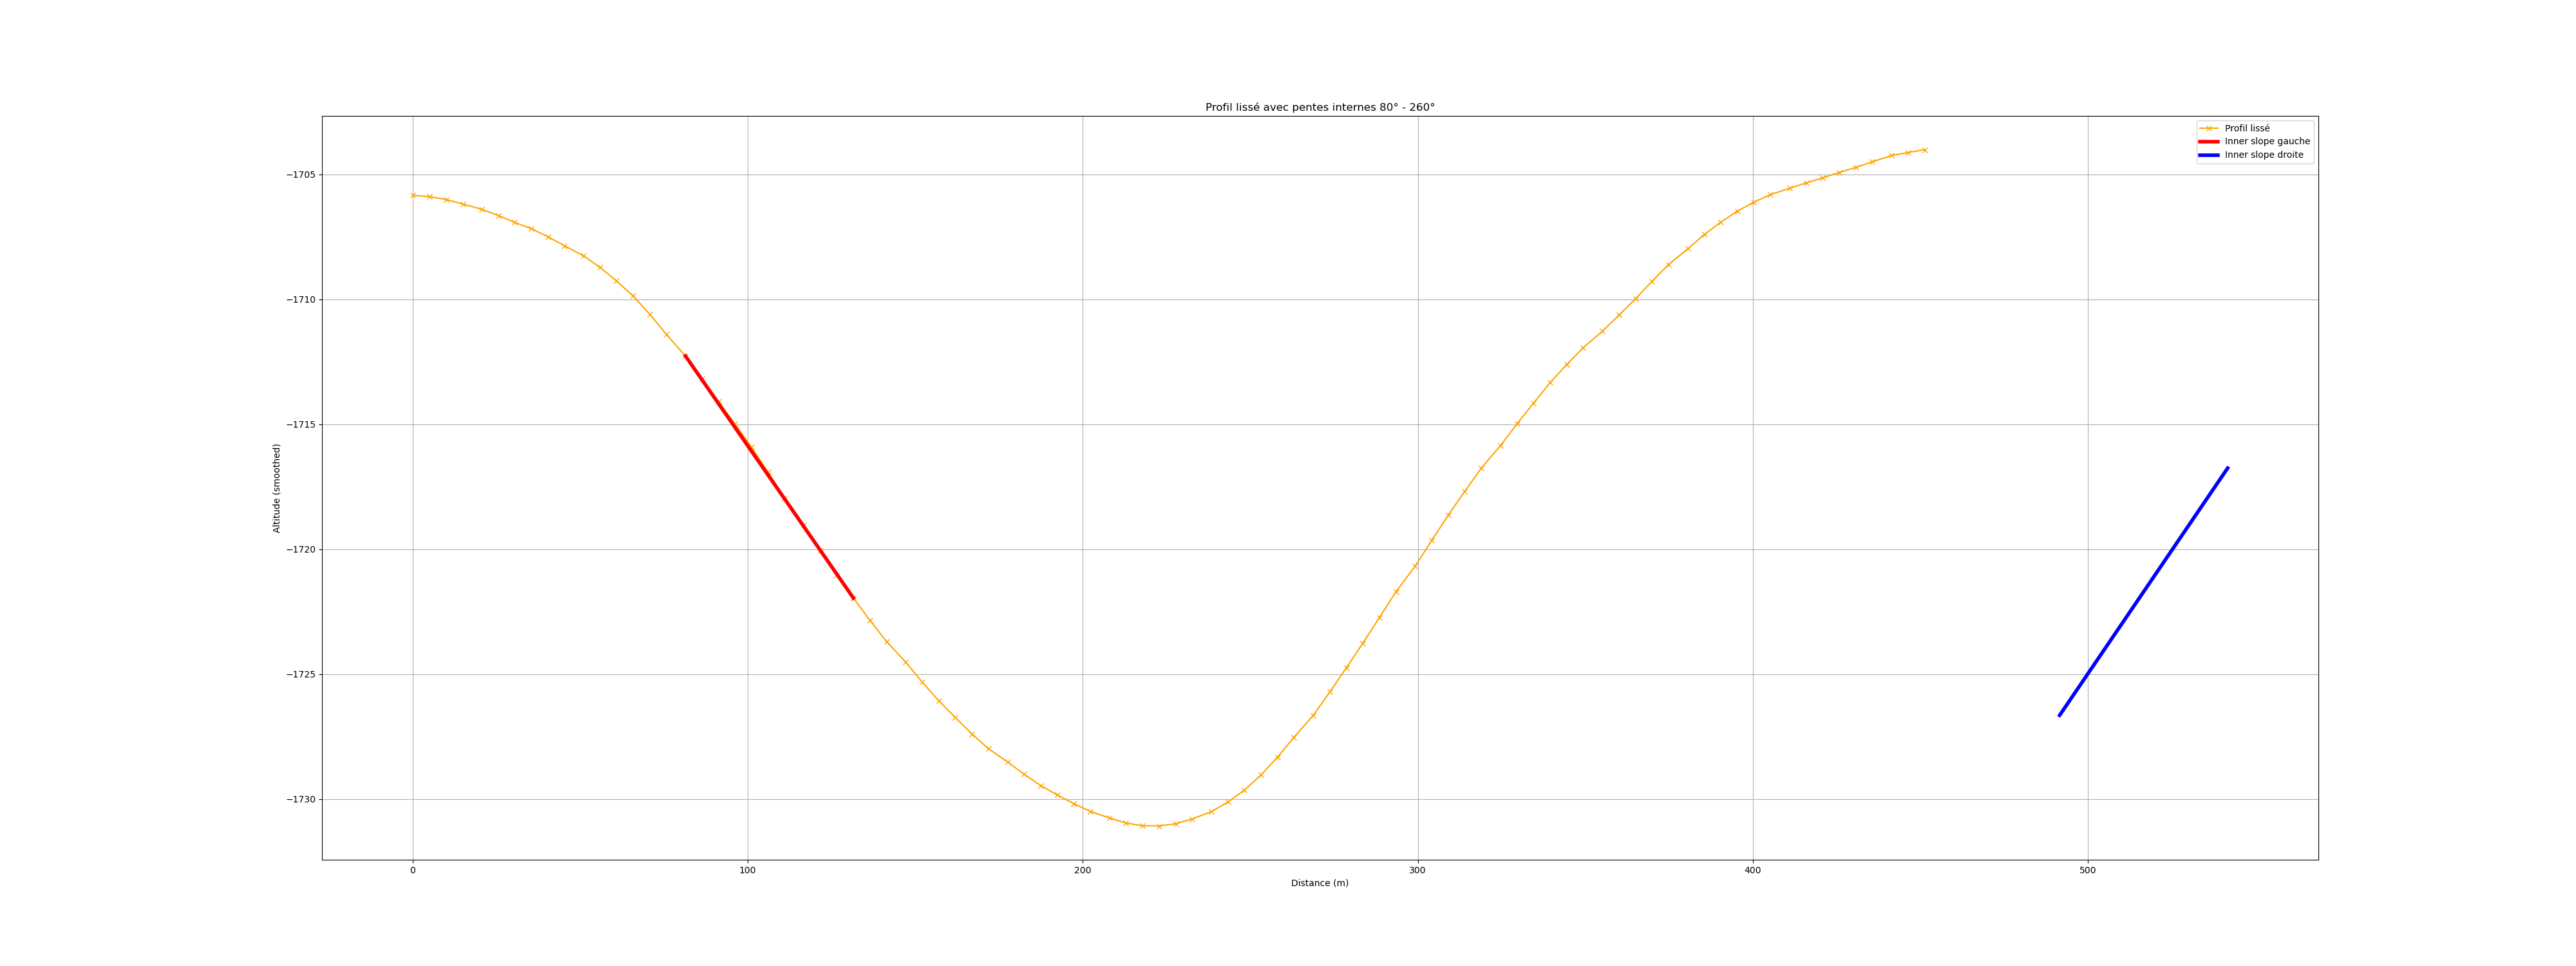 Profil lissé avec pentes internes 80° - 260°
Profil lissé
Inner slope gauche
Inner slope droite
Altitude (smoothed)
−1705
−1710
−1715
−1720
−1725
−1730
0
100
200
300
400
500
Distance (m)